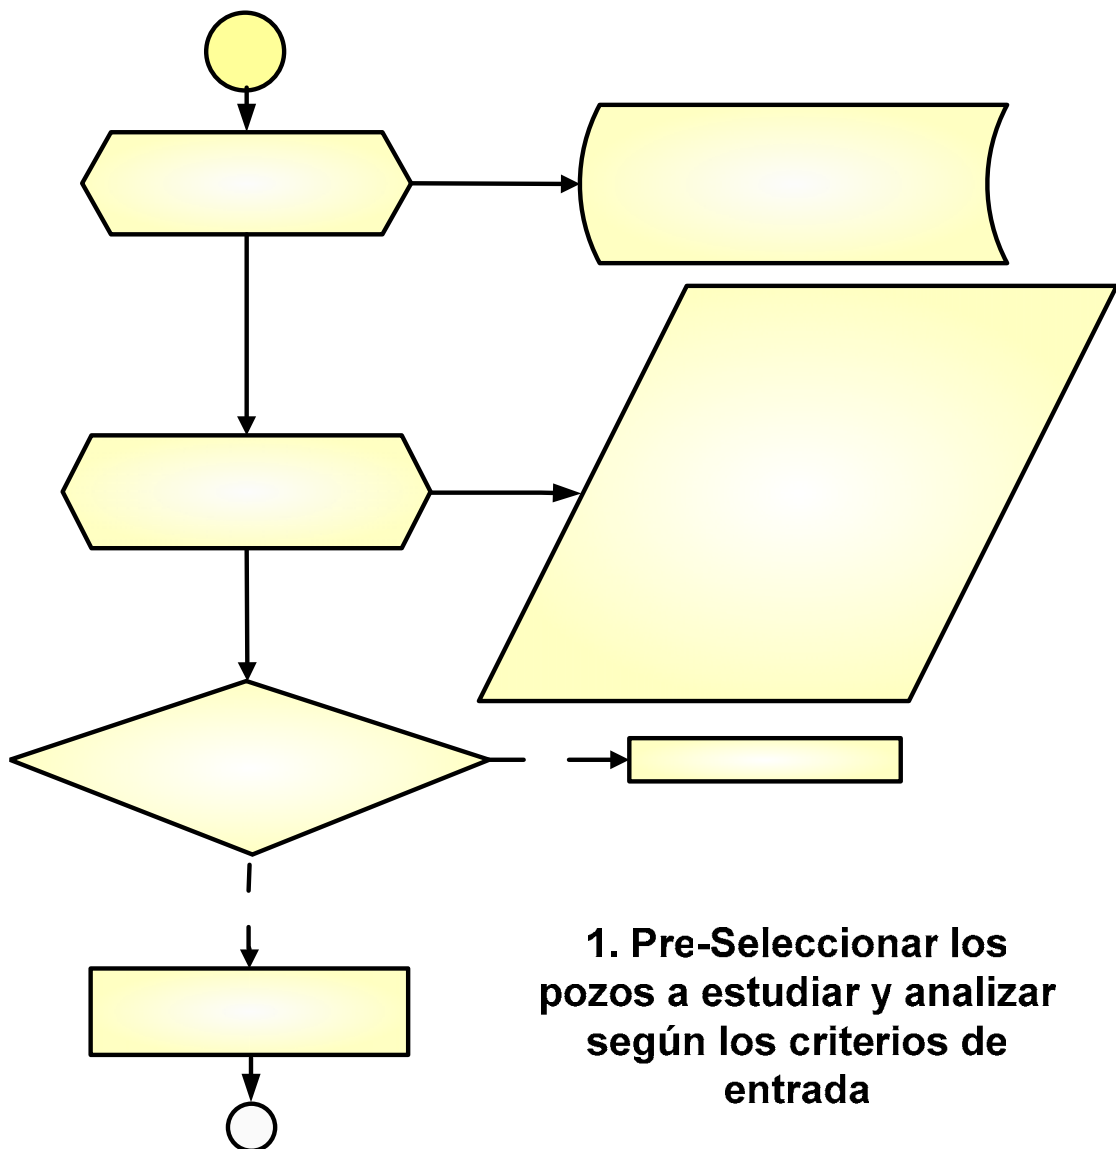 1. Pre-Seleccionar los
pozos a estudiar y analizar
según los criterios de
entrada